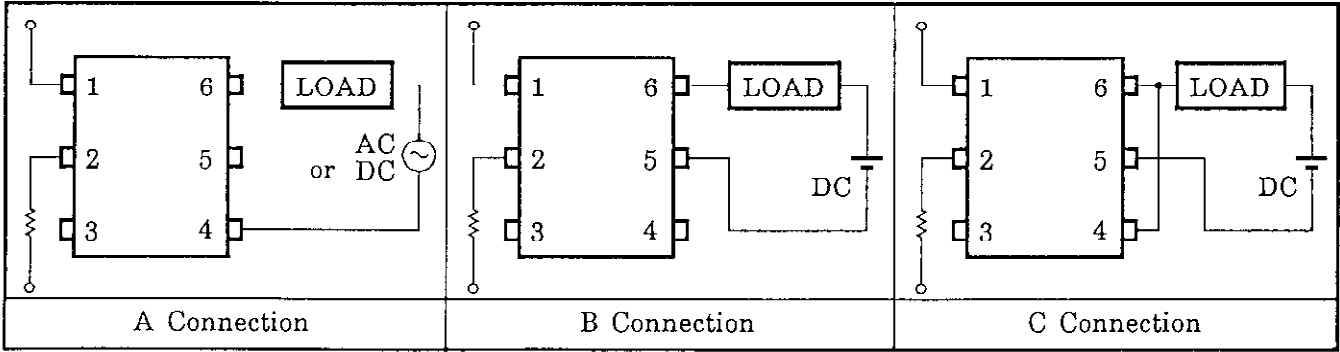 1 6 LOAD
2 5 AC
or DC
3 4
A Connection
1 6 LOAD
2 5
DC
3 4
B Connection
1 6 LOAD
2 5
DC
3 4
C Connection